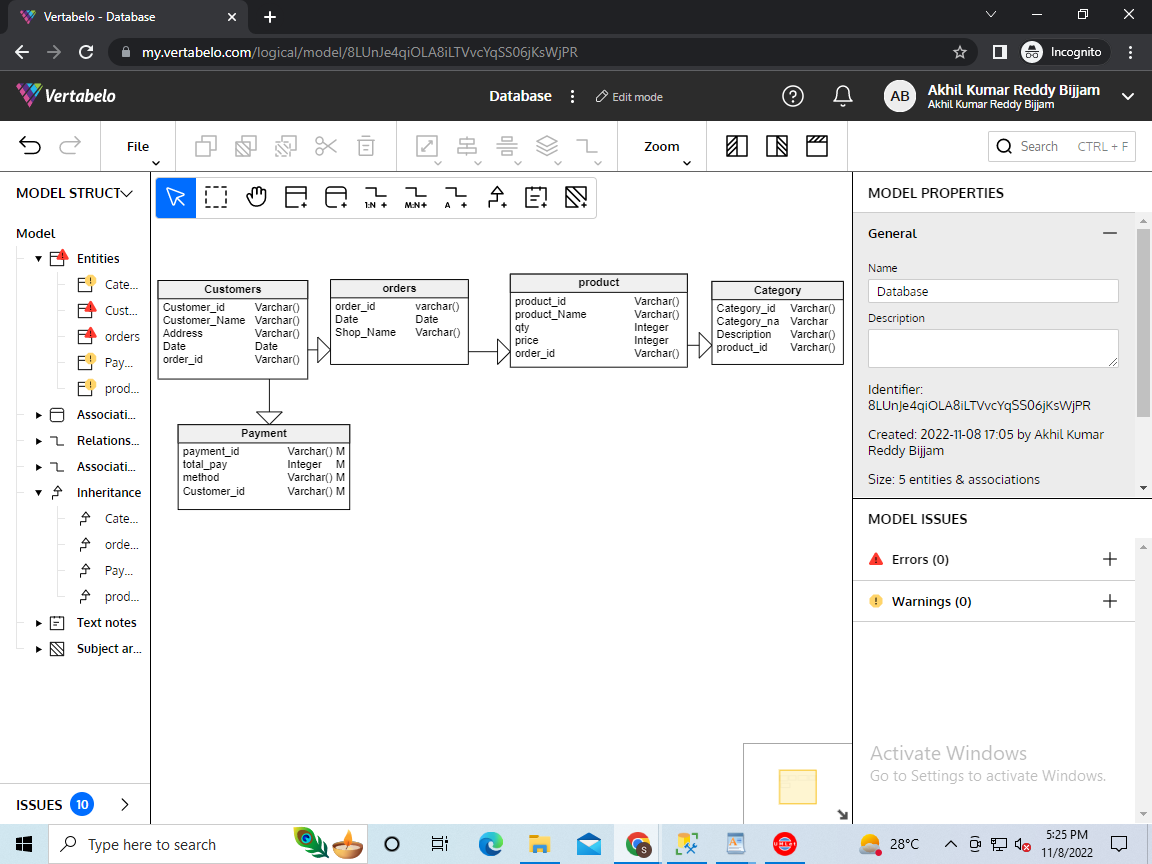 Vertabelo - Database
my.vertabelo.com/logical/model/8LUnJe4qiOLA8iLTVvcYqSS06jKsWjPR
Incognito
Vertabelo
Database
Edit mode
AB
Akhil Kumar Reddy Bijjam
Akhil Kumar Reddy Bijjam
File
Zoom
Search CTRL + F
MODEL STRUCT
Model
Entities
Cate...
Cust...
orders
Pay...
prod...
Associati...
Relations...
Associati...
Inheritance
Cate...
orde...
Pay...
prod...
Text notes
Subject ar...
ISSUES 10
1:N
M:N
A
Customers
Customer_id Varchar()
Customer_Name Varchar()
Address Varchar()
Date Date
order_id Varchar()
orders
order_id varchar()
Date Date
Shop_Name Varchar()
product
product_id Varchar()
product_Name Varchar()
qty Integer
price Integer
order_id Varchar()
Category
Category_id Varchar()
Category_na Varchar
Description Varchar()
product_id Varchar()
Payment
payment_id Varchar() M
total_pay Integer M
method Varchar() M
Customer_id Varchar() M
MODEL PROPERTIES
General
Name
Database
Description
Identifier:
8LUnJe4qiOLA8iLTVvcYqSS06jKsWjPR
Created: 2022-11-08 17:05 by Akhil Kumar
Reddy Bijjam
Size: 5 entities & associations
MODEL ISSUES
Errors (0)
Warnings (0)
Activate Windows
Go to Settings to activate Windows.
Type here to search
S
28°C
5:25 PM
11/8/2022